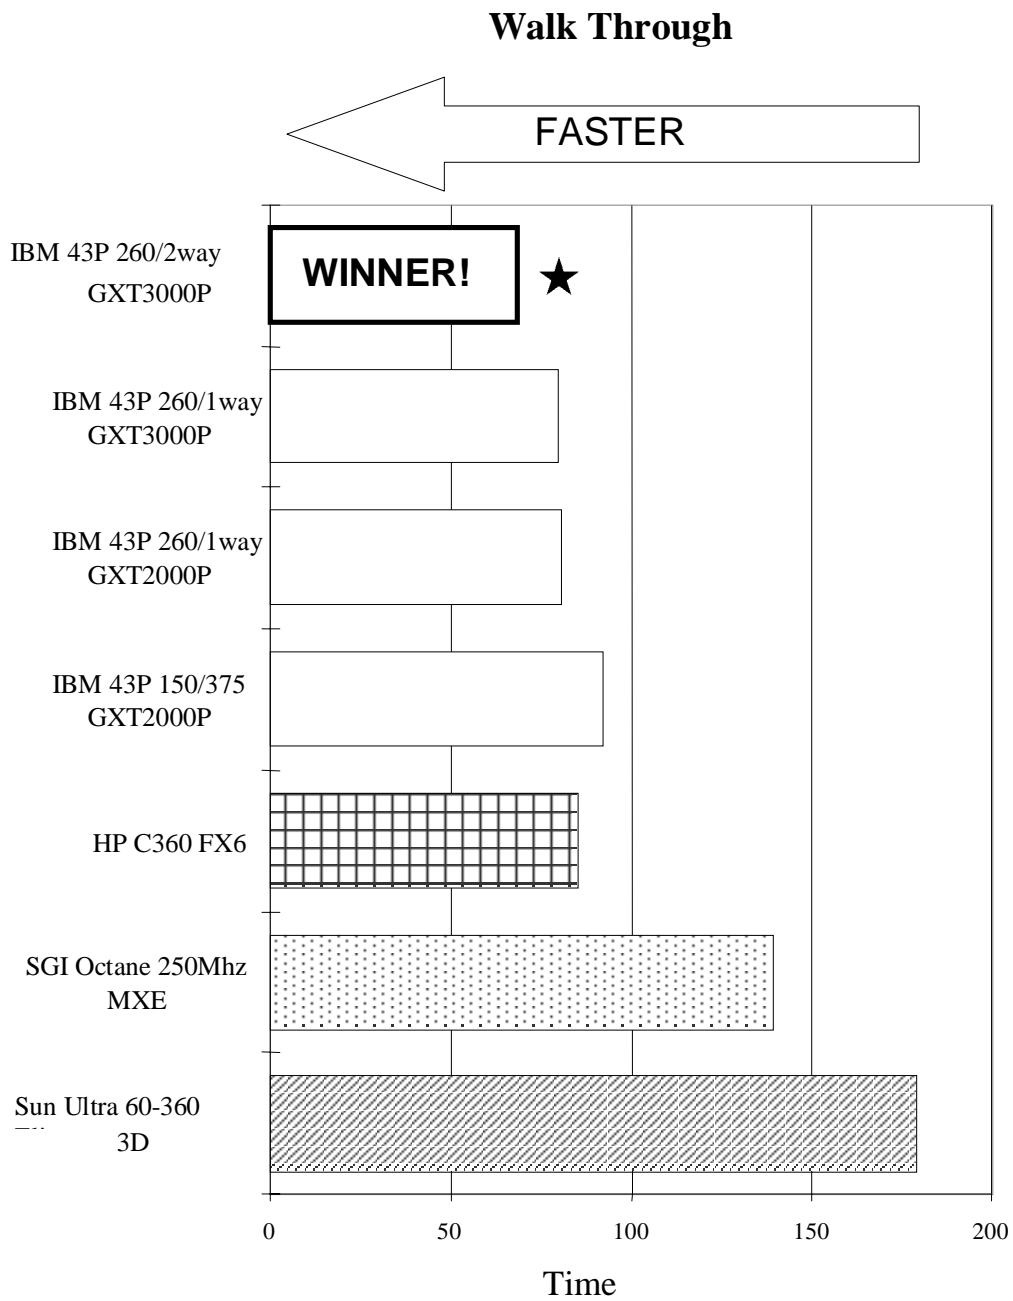 Walk Through
FASTER
IBM 43P 260/2way
GXT3000P
WINNER!
IBM 43P 260/1way
GXT3000P
IBM 43P 260/1way
GXT2000P
IBM 43P 150/375
GXT2000P
HP C360 FX6
SGI Octane 250Mhz
MXE
Sun Ultra 60-360
3D
0 50 100 150 200
Time